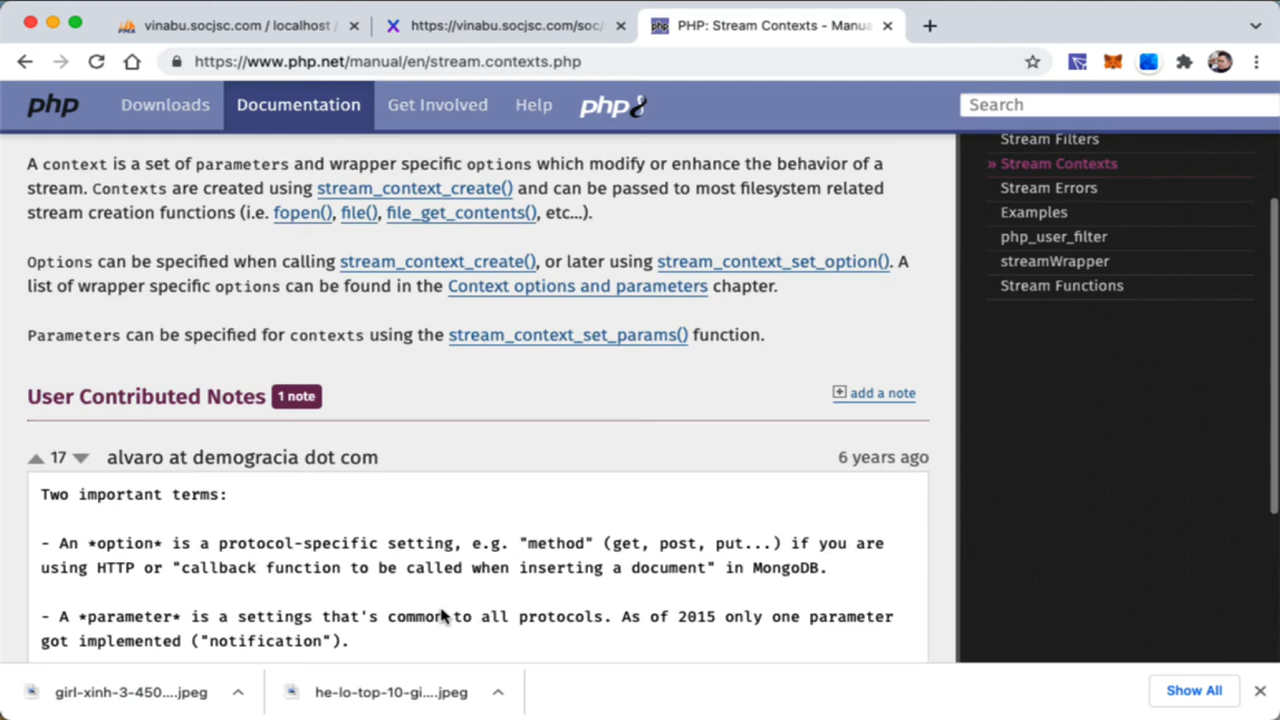 vinabu.socjsc.com / localhost /
https://vinabu.socjsc.com/soc/
php
PHP: Stream Contexts - Manua
https://www.php.net/manual/en/stream.contexts.php
php
Downloads
Documentation
Get Involved
Help
php8
Search
A context is a set of parameters and wrapper specific options which modify or enhance the behavior of a
stream. Contexts are created using stream_context_create() and can be passed to most filesystem related
stream creation functions (i.e. fopen(), file(), file_get_contents(), etc...).
Options can be specified when calling stream_context_create(), or later using stream_context_set_option(). A
list of wrapper specific options can be found in the Context options and parameters chapter.
Parameters can be specified for contexts using the stream_context_set_params() function.
User Contributed Notes 1 note
add a note
17 alvaro at demogracia dot com
6 years ago
Two important terms:
- An *option* is a protocol-specific setting, e.g. "method" (get, post, put...) if you are
using HTTP or "callback function to be called when inserting a document" in MongoDB.
- A *parameter* is a settings that's common to all protocols. As of 2015 only one parameter
got implemented ("notification").
Stream Filters
» Stream Contexts
Stream Errors
Examples
php_user_filter
streamWrapper
Stream Functions
girl-xinh-3-450....jpeg
he-lo-top-10-gi....jpeg
Show All